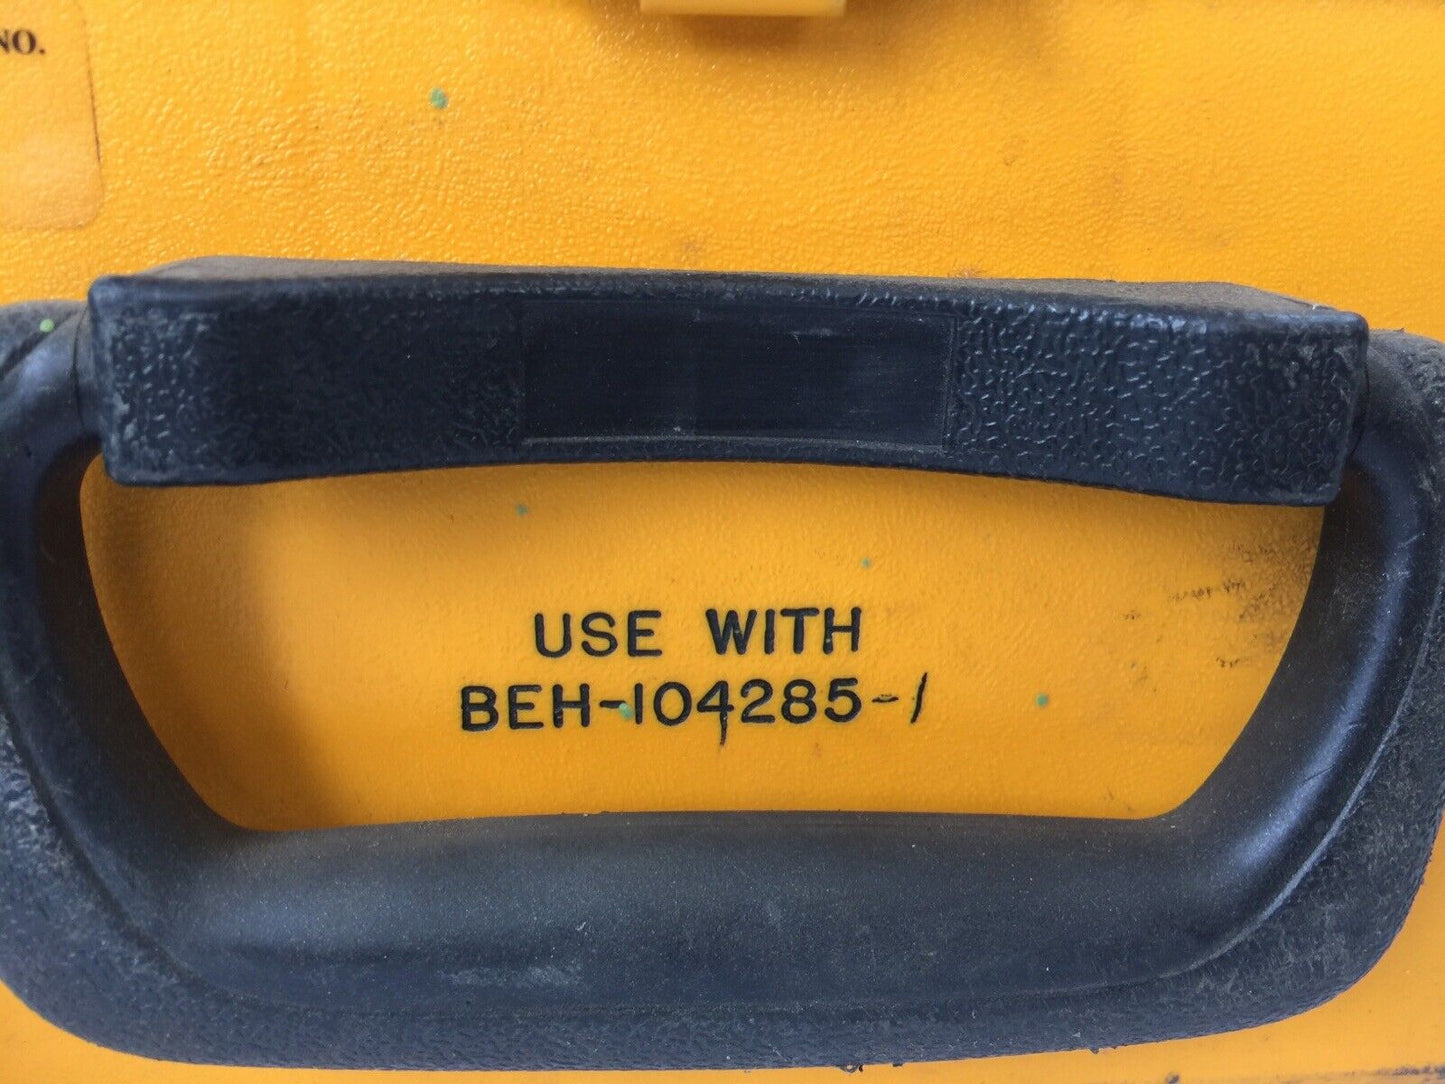 NO.
USE WITH
BEH-104285-1